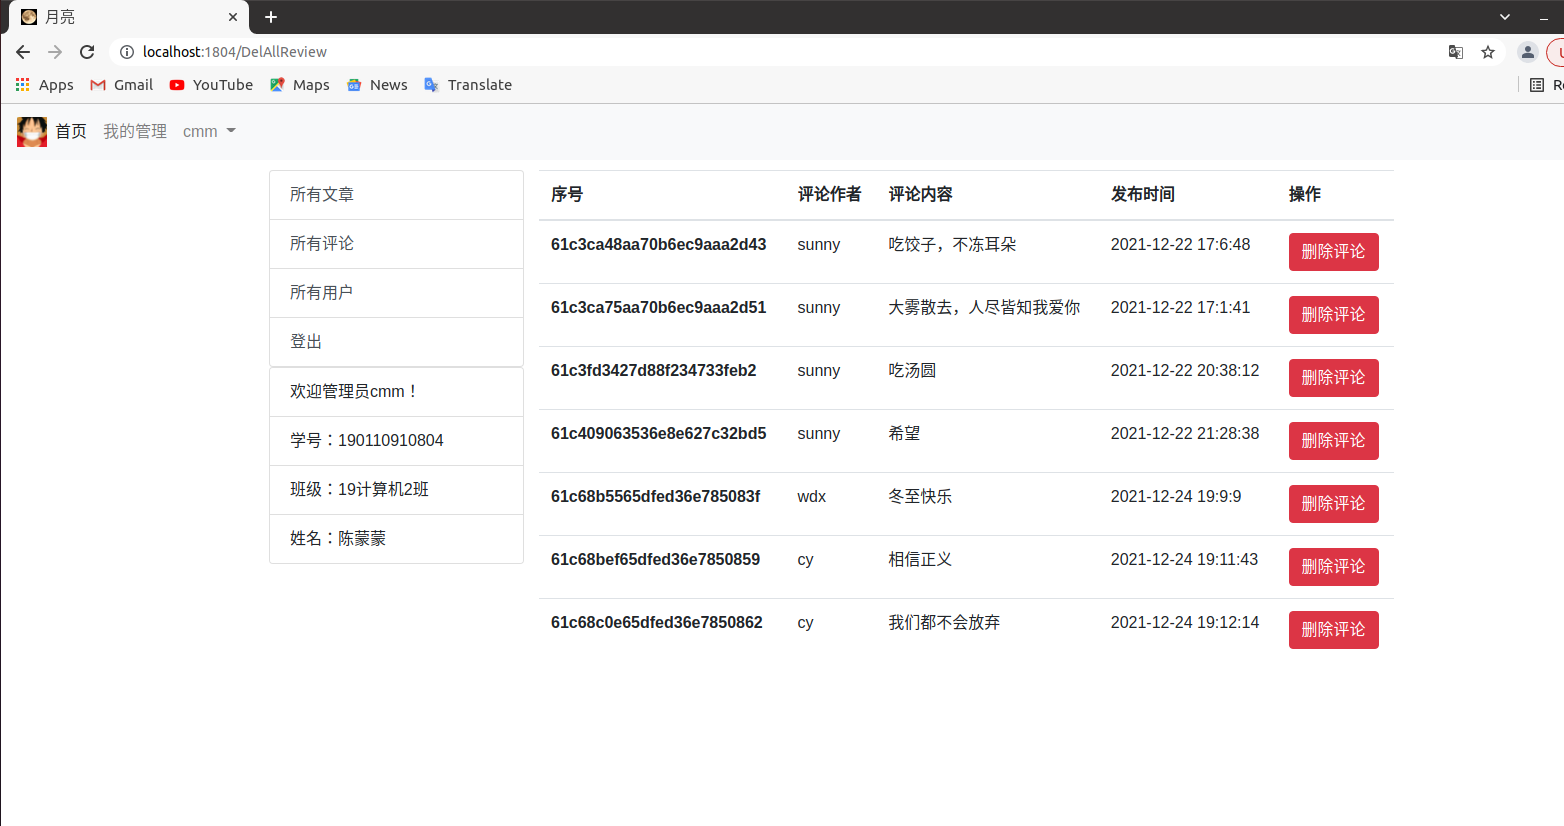 月亮
localhost:1804/DelAllReview
Apps Gmail YouTube Maps News Translate
首页 我的管理 cmm
所有文章
所有评论
所有用户
登出
欢迎管理员cmm！
学号：190110910804
班级：19计算机2班
姓名：陈蒙蒙
序号 评论作者 评论内容 发布时间 操作
61c3ca48aa70b6ec9aaa2d43 sunny 吃饺子，不冻耳朵 2021-12-22 17:6:48 删除评论
61c3ca75aa70b6ec9aaa2d51 sunny 大雾散去，人尽皆知我爱你 2021-12-22 17:1:41 删除评论
61c3fd3427d88f234733feb2 sunny 吃汤圆 2021-12-22 20:38:12 删除评论
61c409063536e8e627c32bd5 sunny 希望 2021-12-22 21:28:38 删除评论
61c68b5565dfed36e785083f wdx 冬至快乐 2021-12-24 19:9:9 删除评论
61c68bef65dfed36e7850859 cy 相信正义 2021-12-24 19:11:43 删除评论
61c68c0e65dfed36e7850862 cy 我们都不会放弃 2021-12-24 19:12:14 删除评论